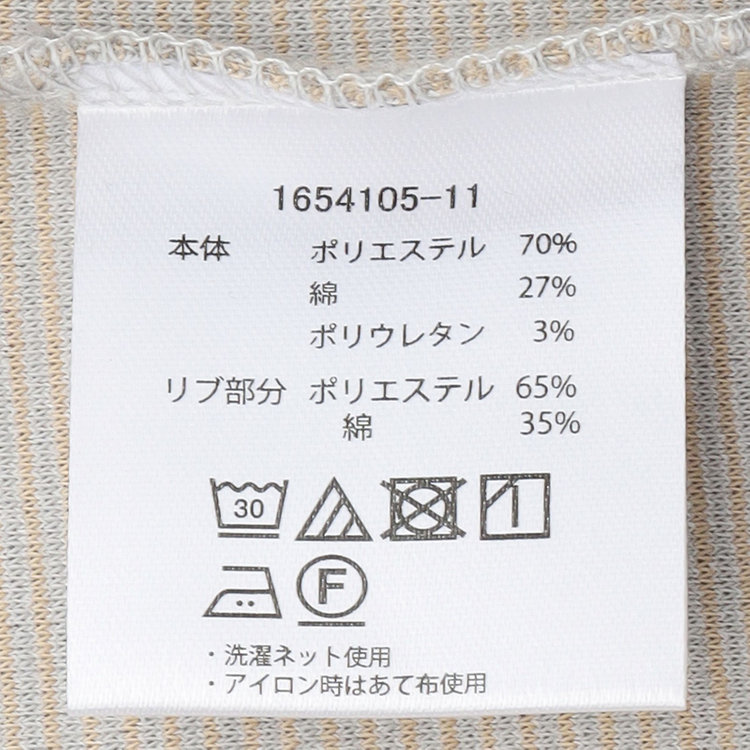 1654105-11
本体 ポリエステル 70%
綿 27%
ポリウレタン 3%
リブ部分 ポリエステル 65%
綿 35%
30
F
・洗濯ネット使用
・アイロン時はあて布使用